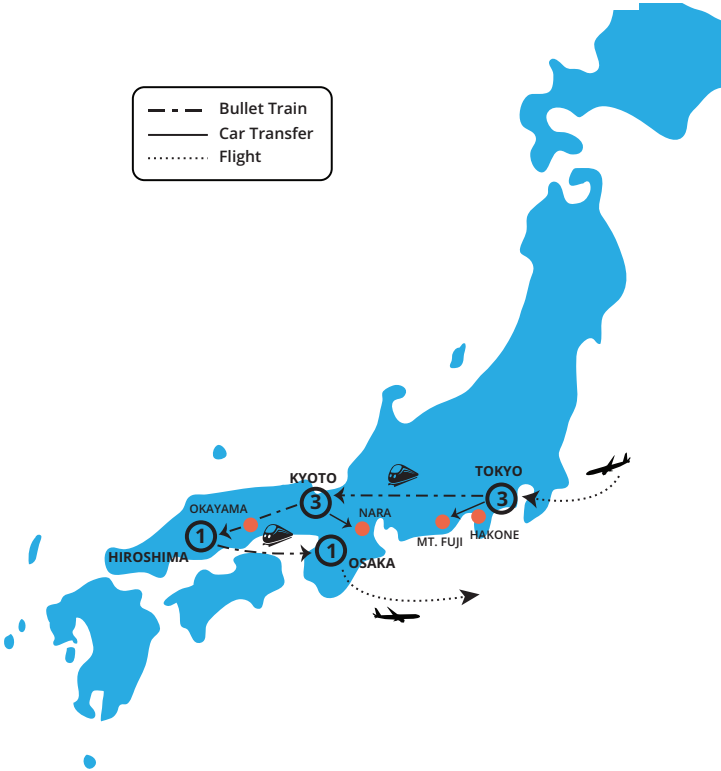 Bullet Train
Car Transfer
Flight
KYOTO
TOKYO
3
3
OKAYAMA
NARA
1
MT. FUJI
HAKONE
HIROSHIMA
1
OSAKA